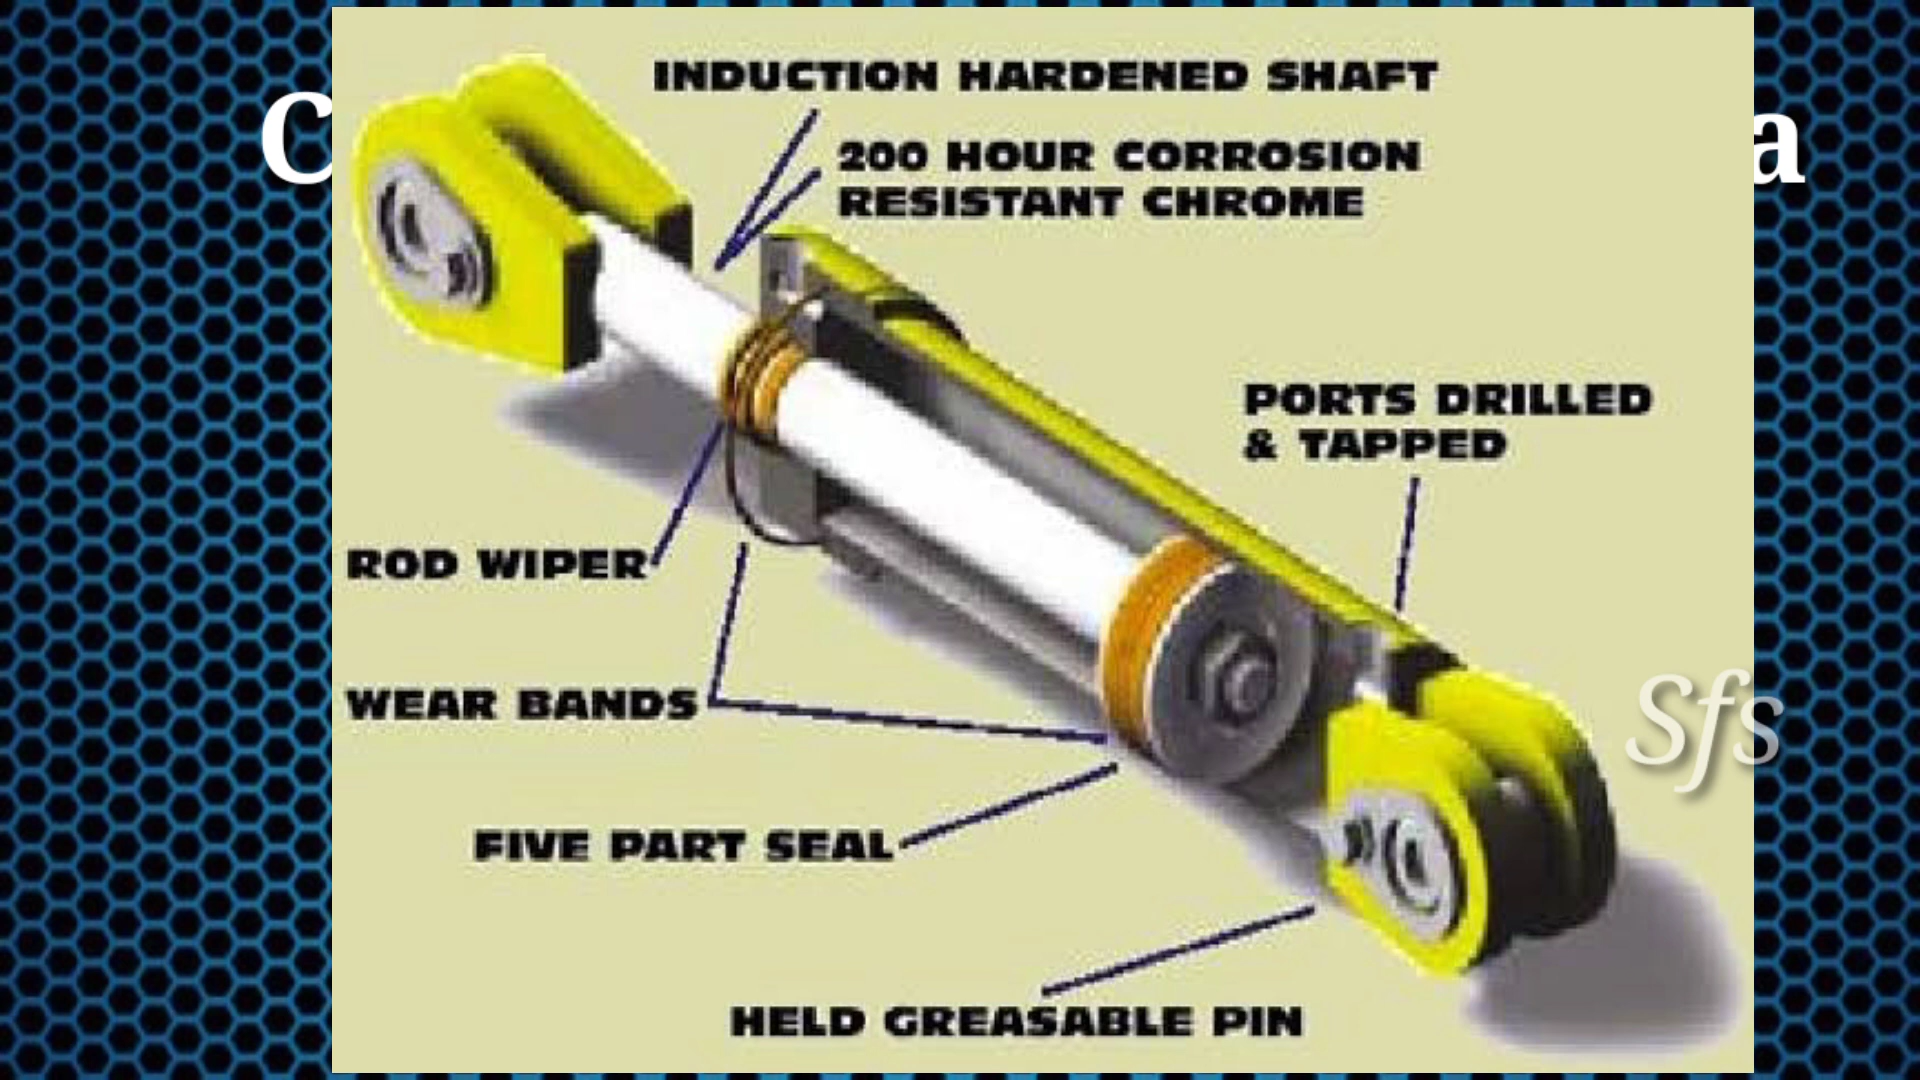 INDUCTION HARDENED SHAFT
200 HOUR CORROSION
RESISTANT CHROME
PORTS DRILLED
& TAPPED
ROD WIPER
WEAR BANDS
Sfs
FIVE PART SEAL
HELD GREASABLE PIN